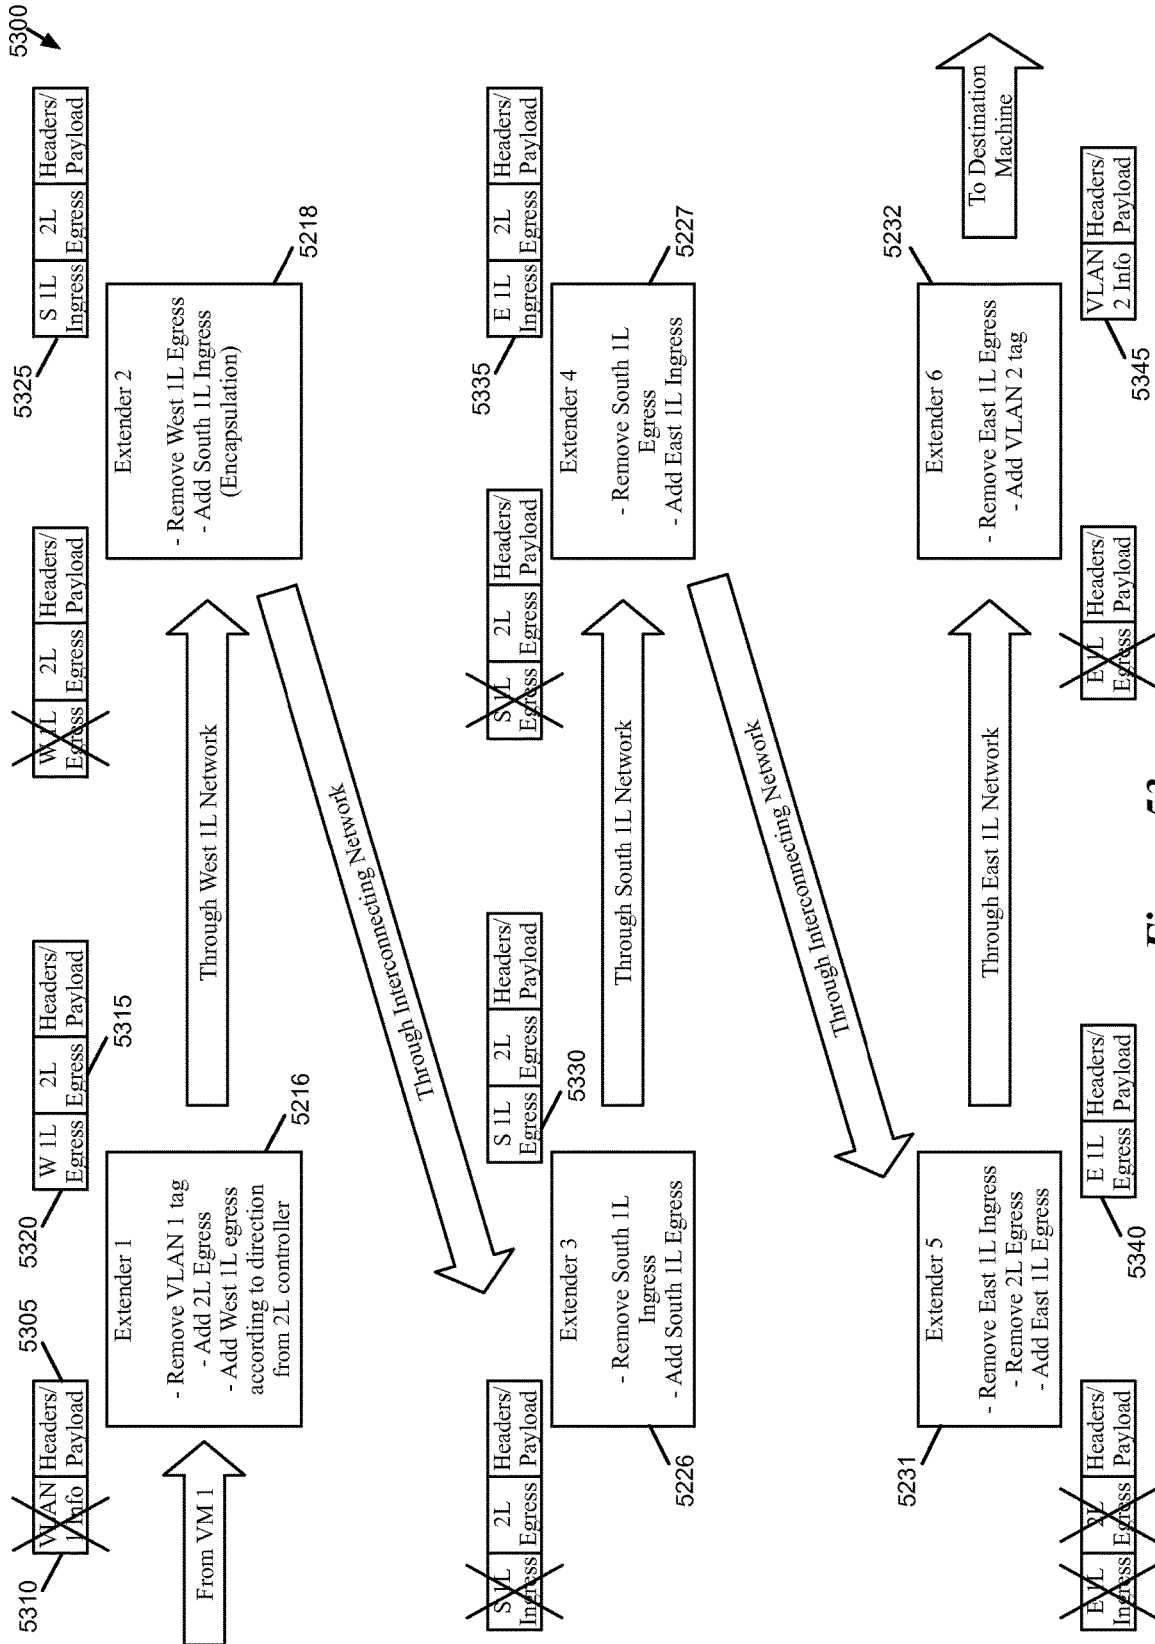 5300
5310
VLAN
1 Info
Headers/
Payload
5305
5320
W 1L
Egress
2L
Egress
Headers/
Payload
5315
W 1L
Egress
2L
Egress
Headers/
Payload
5325
S 1L
Ingress
2L
Egress
Headers/
Payload
From VM 1
Extender 1
- Remove VLAN 1 tag
- Add 2L Egress
- Add West 1L egress
according to direction
from 2L controller
5216
Through West 1L Network
Extender 2
- Remove West 1L Egress
- Add South 1L Ingress
(Encapsulation)
5218
Through Interconnecting Network
S 1L
Ingress
2L
Egress
Headers/
Payload
S 1L
Egress
2L
Egress
Headers/
Payload
5330
S 1L
Egress
2L
Egress
Headers/
Payload
5335
E 1L
Ingress
2L
Egress
Headers/
Payload
Extender 3
- Remove South 1L
Ingress
- Add South 1L Egress
5226
Through South 1L Network
Extender 4
- Remove South 1L
Egress
- Add East 1L Ingress
5227
Through Interconnecting Network
5231
Extender 5
- Remove East 1L Ingress
- Remove 2L Egress
- Add East 1L Egress
Through East 1L Network
Extender 6
- Remove East 1L Egress
- Add VLAN 2 tag
5232
To Destination
Machine
E 1L
Ingress
2L
Egress
Headers/
Payload
5340
E 1L
Egress
Headers/
Payload
E 1L
Egress
Headers/
Payload
5345
VLAN
2 Info
Headers/
Payload